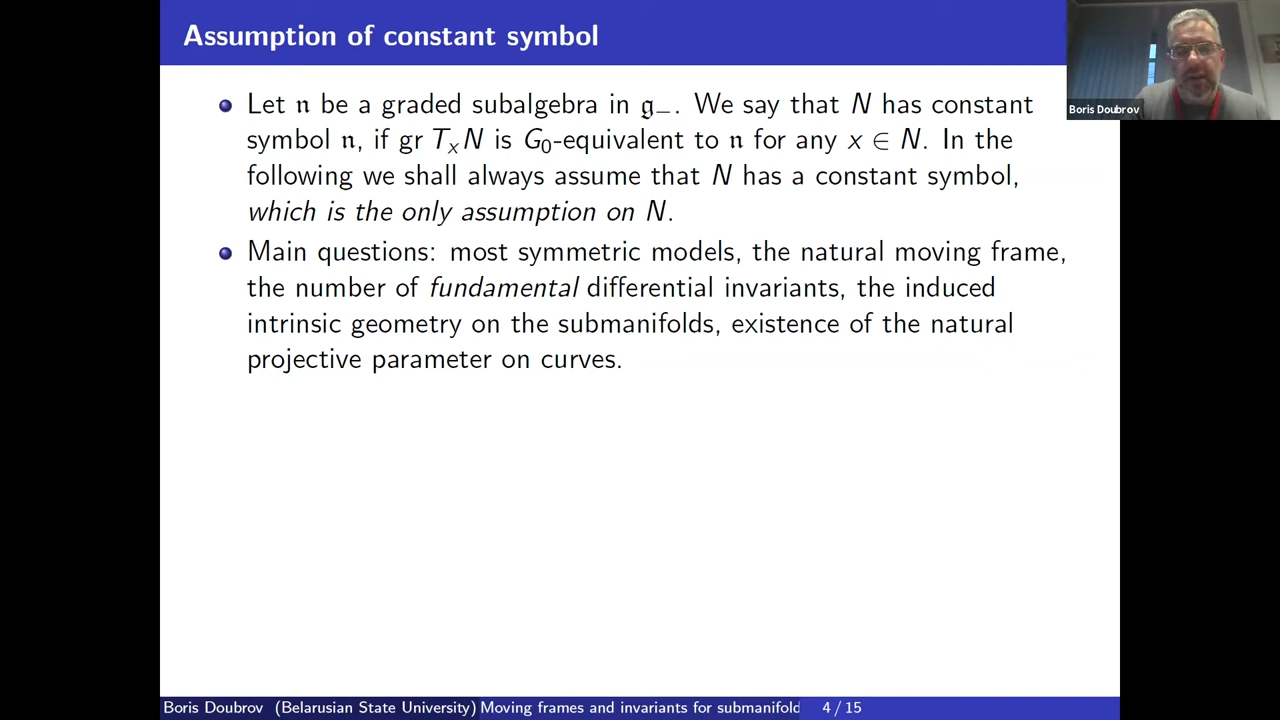 Assumption of constant symbol
Let 𝔫 be a graded subalgebra in 𝔤₋. We say that N has constant
symbol 𝔫, if gr TₓN is G₀-equivalent to 𝔫 for any x ∈ N. In the
following we shall always assume that N has a constant symbol,
which is the only assumption on N.
Main questions: most symmetric models, the natural moving frame,
the number of fundamental differential invariants, the induced
intrinsic geometry on the submanifolds, existence of the natural
projective parameter on curves.
Boris Doubrov
Boris Doubrov (Belarusian State University) Moving frames and invariants for submanifold 4 / 15